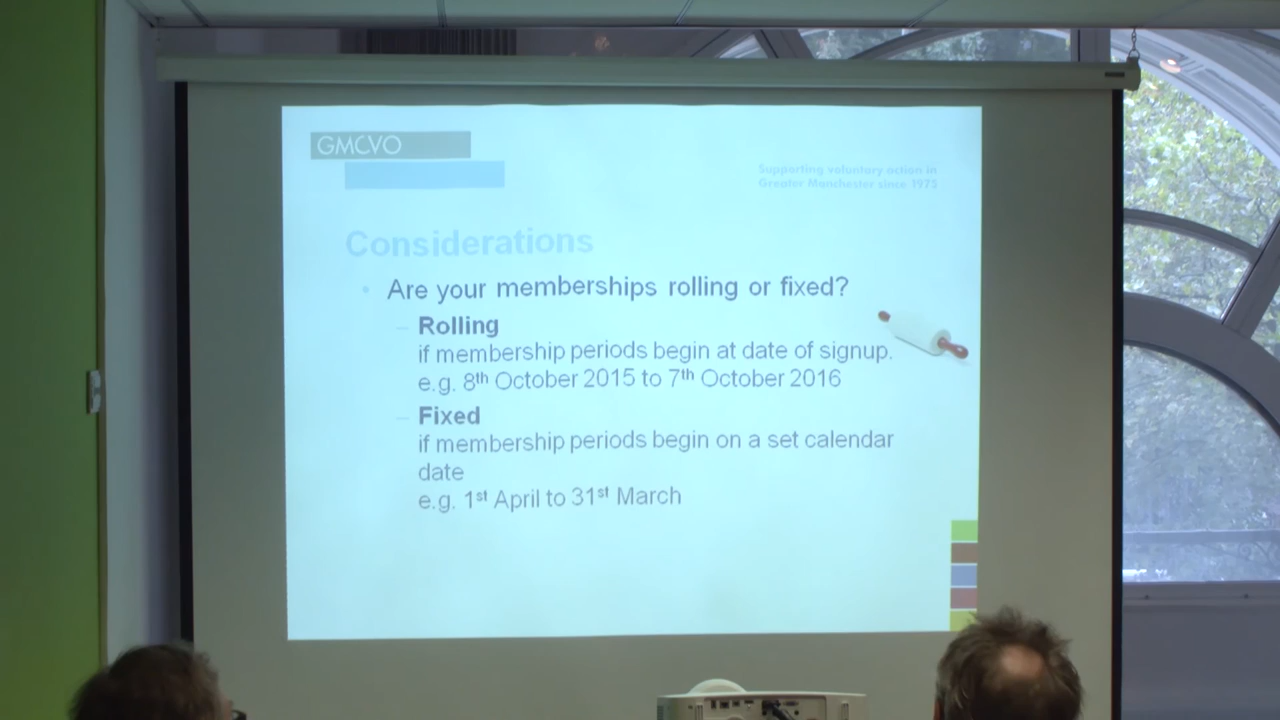 GMCVO
Supporting voluntary action in
Greater Manchester since 1975
Considerations
• Are your memberships rolling or fixed?
– Rolling
if membership periods begin at date of signup.
e.g. 8th October 2015 to 7th October 2016
– Fixed
if membership periods begin on a set calendar
date
e.g. 1st April to 31st March